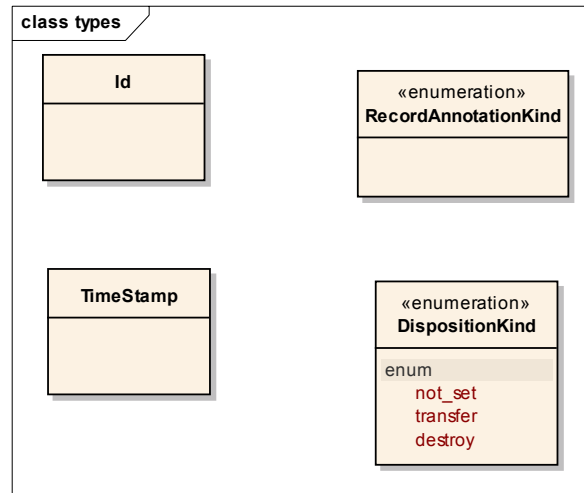 class types
Id
«enumeration»
RecordAnnotationKind
TimeStamp
«enumeration»
DispositionKind
enum
not_set
transfer
destroy